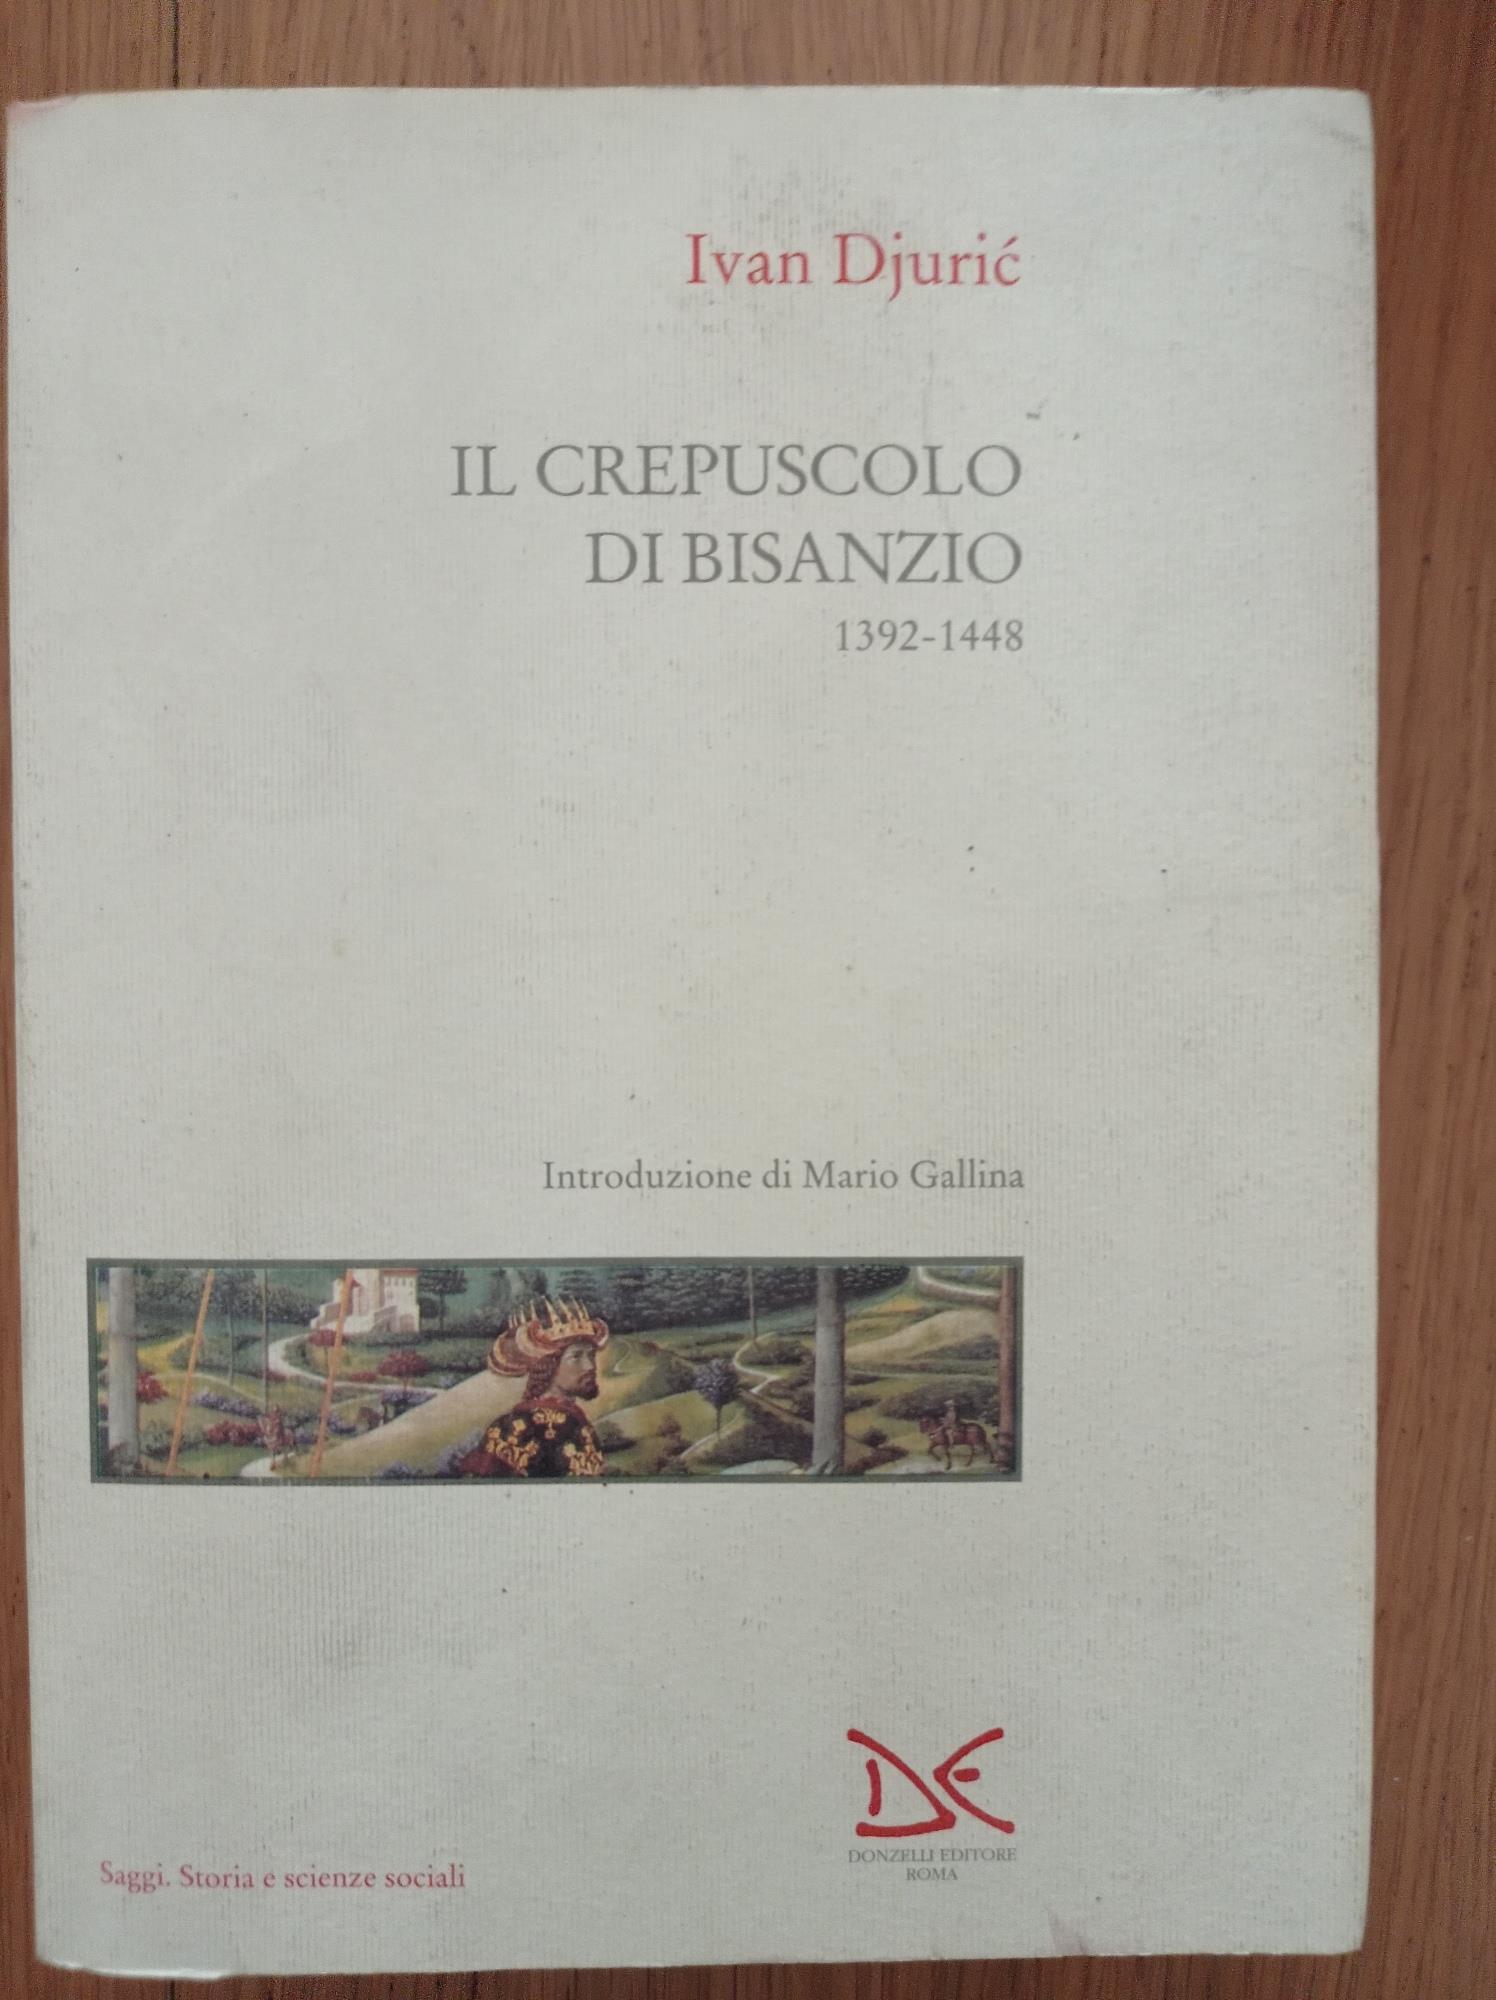 Ivan Djurić
IL CREPUSCOLO
DI BISANZIO
1392-1448
Introduzione di Mario Gallina
DE
DONZELLI EDITORE
ROMA
Saggi. Storia e scienze sociali